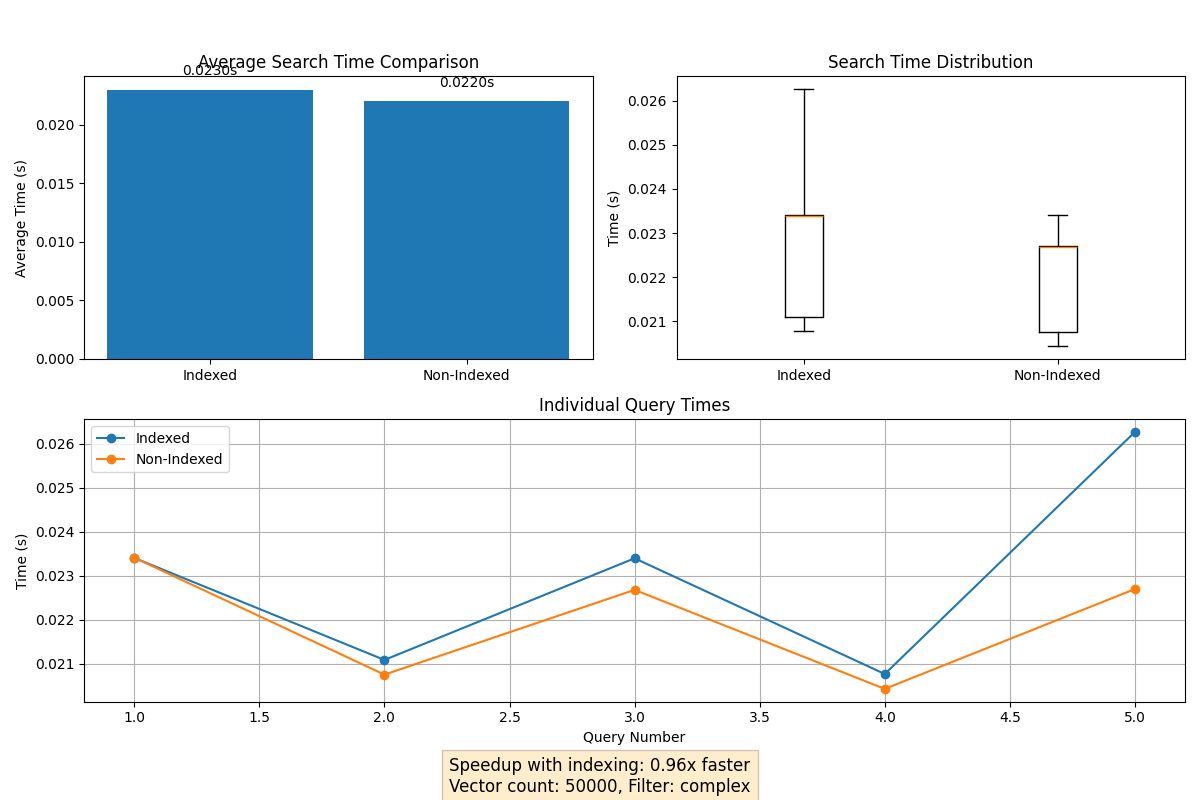 Average Search Time Comparison
0.0230s
0.0220s
Average Time (s)
0.020
0.015
0.010
0.005
0.000
Indexed
Non-Indexed
Search Time Distribution
Time (s)
0.026
0.025
0.024
0.023
0.022
0.021
Indexed
Non-Indexed
Individual Query Times
Indexed
Non-Indexed
Time (s)
0.026
0.025
0.024
0.023
0.022
0.021
1.0
1.5
2.0
2.5
3.0
3.5
4.0
4.5
5.0
Query Number
Speedup with indexing: 0.96x faster
Vector count: 50000, Filter: complex